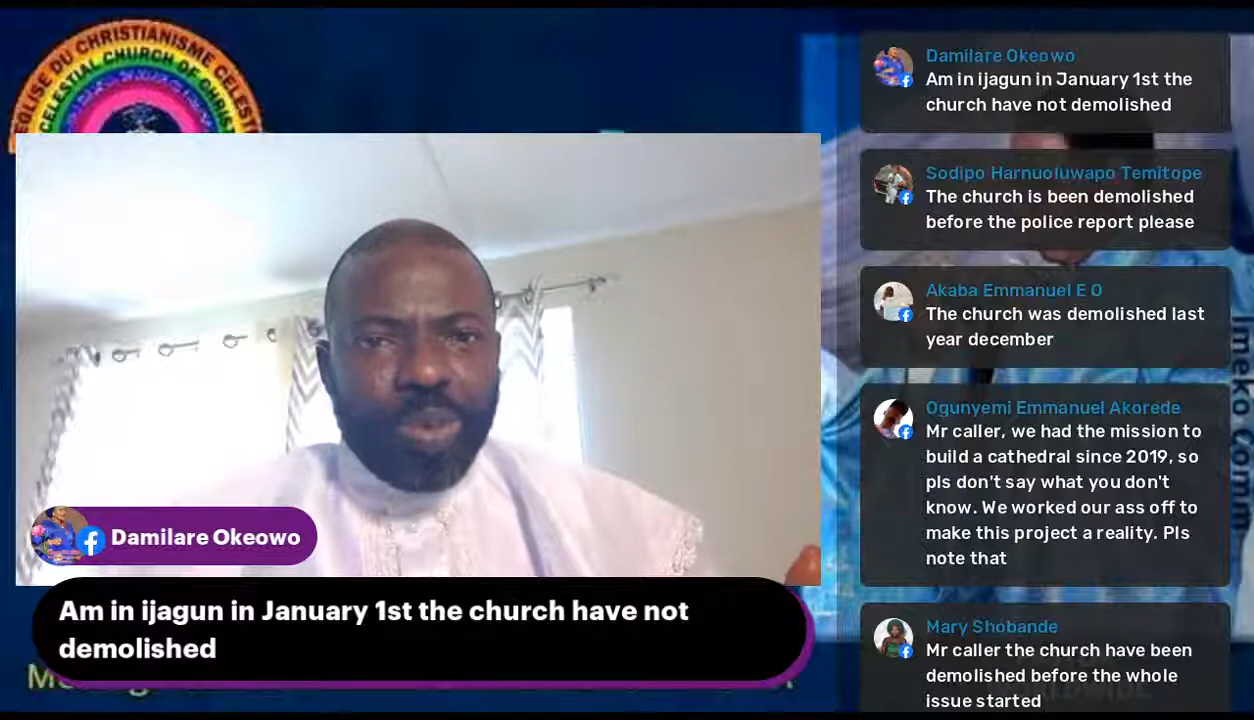 EGLISE DU CHRISTIANISME CELEST
CELESTIAL CHURCH OF CHRIST
Damilare Okeowo
Am in ijagun in January 1st the church have not
demolished
Damilare Okeowo
Am in ijagun in January 1st the
church have not demolished
Sodipo Harnuoluwapo Temitope
The church is been demolished
before the police report please
Akaba Emmanuel E O
The church was demolished last
year december
Ogunyemi Emmanuel Akorede
Mr caller, we had the mission to
build a cathedral since 2019, so
pls don't say what you don't
know. We worked our ass off to
make this project a reality. Pls
note that
Mary Shobande
Mr caller the church have been
demolished before the whole
issue started